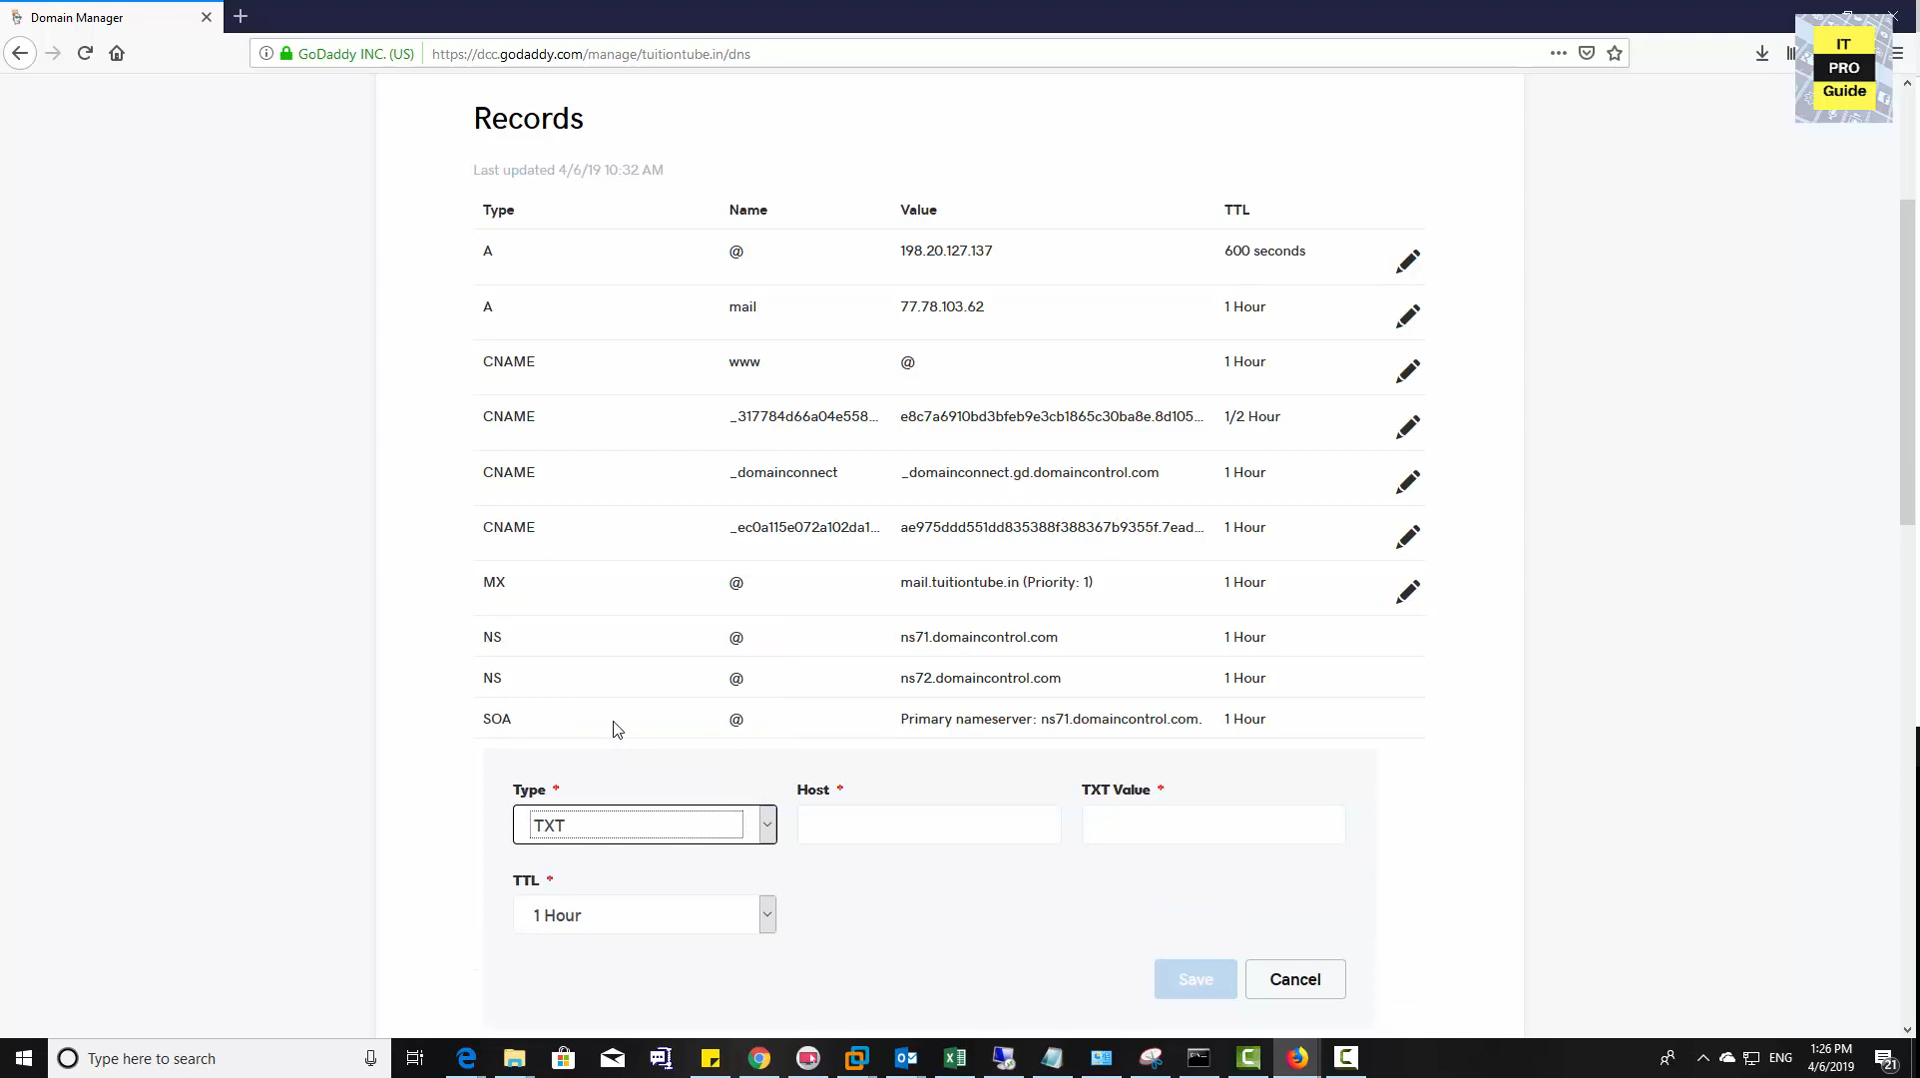 Domain Manager
IT
PRO
Guide
GoDaddy INC. (US) https://dcc.godaddy.com/manage/tuitiontube.in/dns
Records
Last updated 4/6/19 10:32 AM
Type Name Value TTL
A @ 198.20.127.137 600 seconds
A mail 77.78.103.62 1 Hour
CNAME www @ 1 Hour
CNAME _317784d66a04e558... e8c7a6910bd3bfeb9e3cb1865c30ba8e.8d105... 1/2 Hour
CNAME _domainconnect _domainconnect.gd.domaincontrol.com 1 Hour
CNAME _ec0a115e072a102da1... ae975ddd551dd835388f388367b9355f.7ead... 1 Hour
MX @ mail.tuitiontube.in (Priority: 1) 1 Hour
NS @ ns71.domaincontrol.com 1 Hour
NS @ ns72.domaincontrol.com 1 Hour
SOA @ Primary nameserver: ns71.domaincontrol.com. 1 Hour
Type * Host * TXT Value *
TXT
TTL *
1 Hour
Save Cancel
Type here to search
ENG
1:26 PM
4/6/2019
21